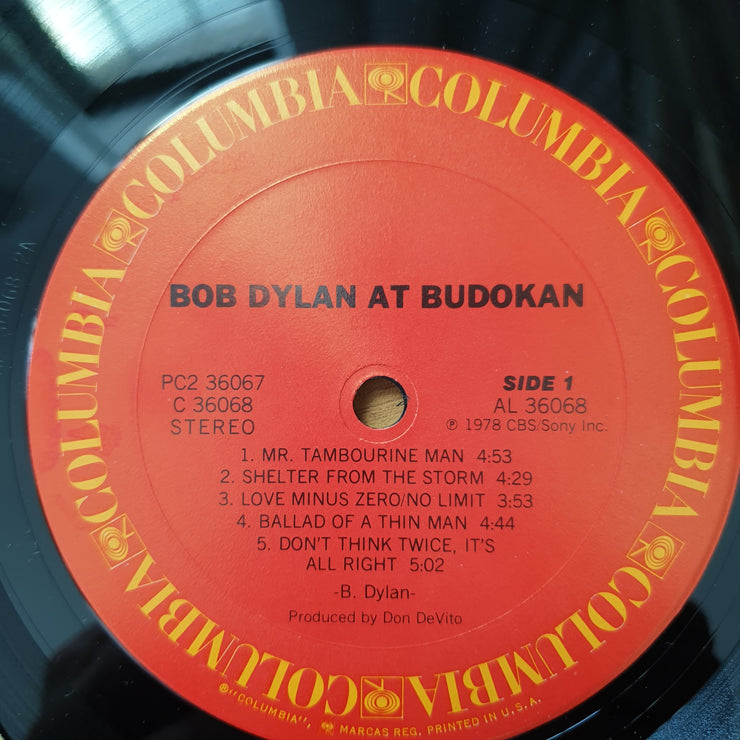 COLUMBIA COLUMBIA COLUMBIA COLUMBIA COLUMBIA COLUMBIA COLUMBIA COLUMBIA
BOB DYLAN AT BUDOKAN
PC2 36067
C 36068
STEREO
SIDE 1
AL 36068
℗ 1978 CBS/Sony Inc.
1. MR. TAMBOURINE MAN 4:53
2. SHELTER FROM THE STORM 4:29
3. LOVE MINUS ZERO/NO LIMIT 3:53
4. BALLAD OF A THIN MAN 4:44
5. DON'T THINK TWICE, IT'S
ALL RIGHT 5:02
-B. Dylan-
Produced by Don DeVito
®"COLUMBIA", MARCAS REG. PRINTED IN U.S.A.